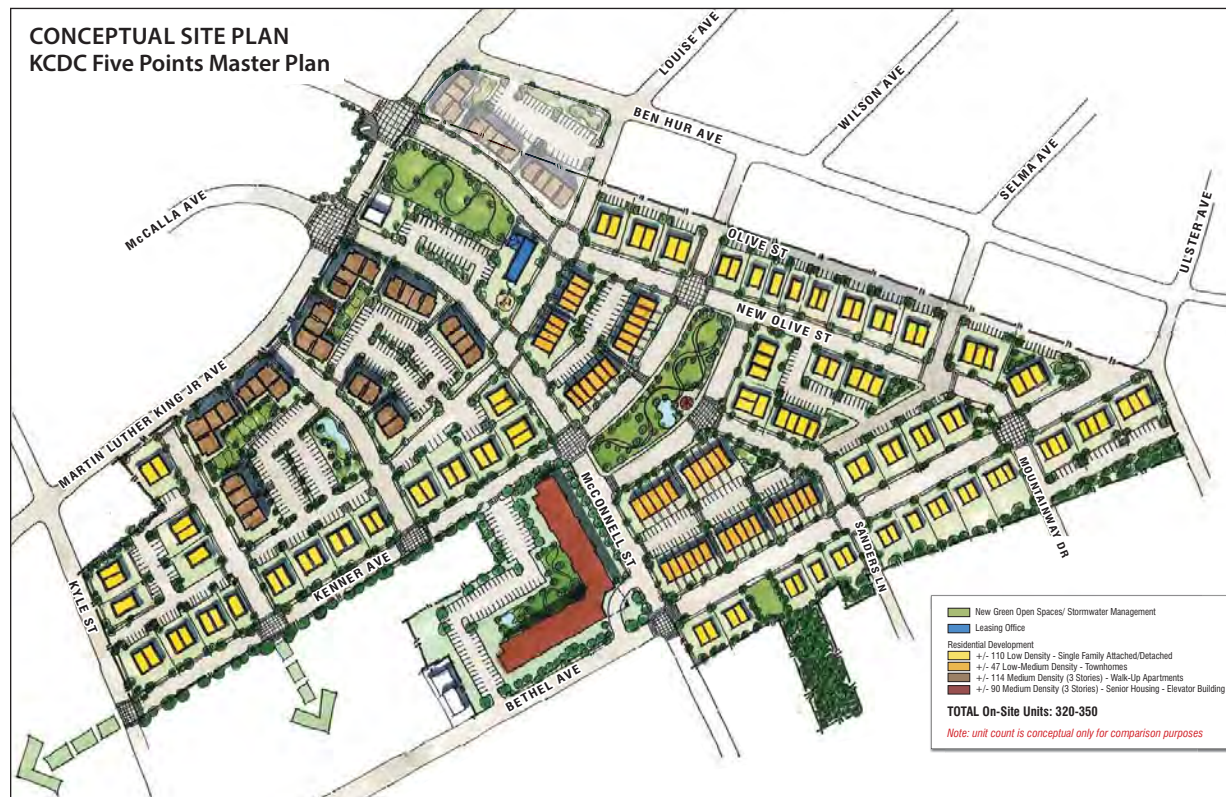 CONCEPTUAL SITE PLAN
KCDC Five Points Master Plan
LOUISE AVE
WILSON AVE
BEN HUR AVE
SELMA AVE
ULSTER AVE
McCALLA AVE
OLIVE ST
NEW OLIVE ST
MARTIN LUTHER KING JR AVE
McCONNELL ST
MOUNTAINWAY DR
SANDERS LN
KENNER AVE
KYLE ST
BETHEL AVE
New Green Open Spaces/ Stormwater Management
Leasing Office
Residential Development
+/- 110 Low Density - Single Family Attached/Detached
+/- 47 Low-Medium Density - Townhomes
+/- 114 Medium Density (3 Stories) - Walk-Up Apartments
+/- 90 Medium Density (3 Stories) - Senior Housing - Elevator Building
TOTAL On-Site Units: 320-350
Note: unit count is conceptual only for comparison purposes